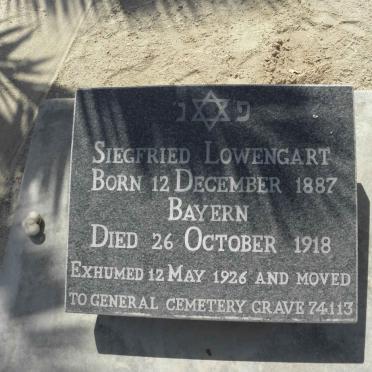 פ נ
SIEGFRIED LOWENGART
BORN 12 DECEMBER 1887
BAYERN
DIED 26 OCTOBER 1918
EXHUMED 12 MAY 1926 AND MOVED
TO GENERAL CEMETERY GRAVE 74113